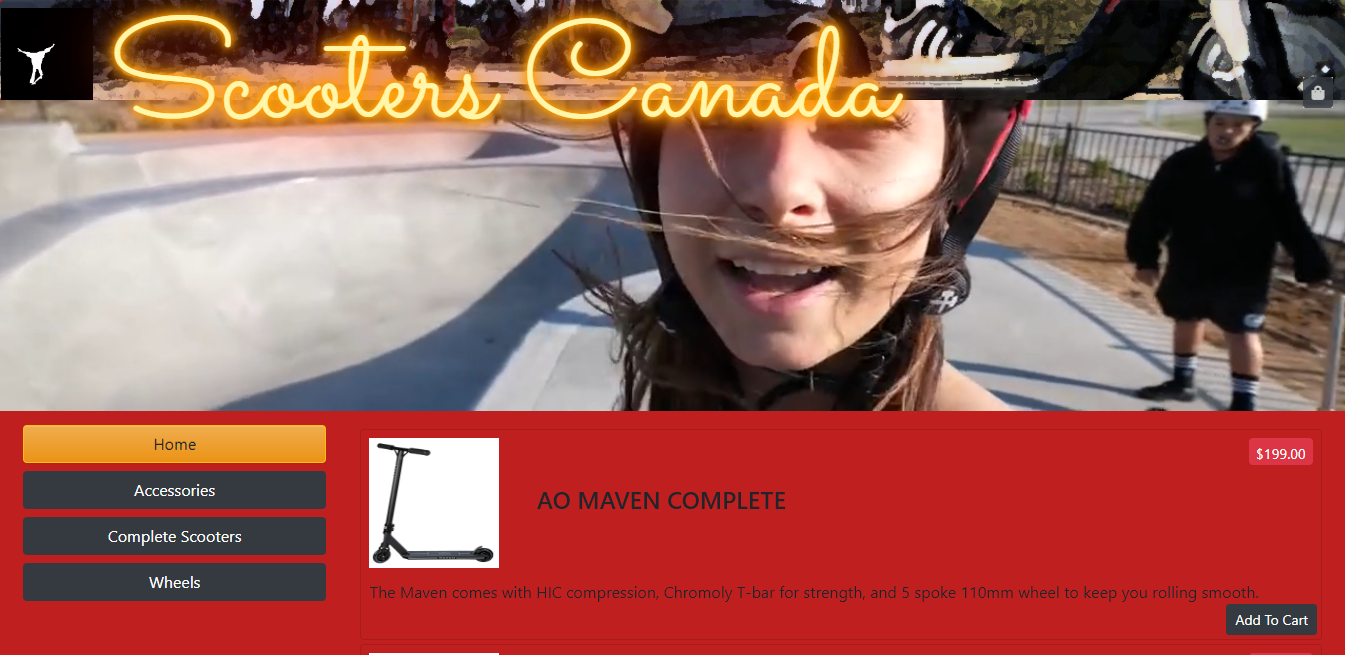 Scooters Canada
Home
Accessories
Complete Scooters
Wheels
$199.00
AO MAVEN COMPLETE
The Maven comes with HIC compression, Chromoly T-bar for strength, and 5 spoke 110mm wheel to keep you rolling smooth.
Add To Cart